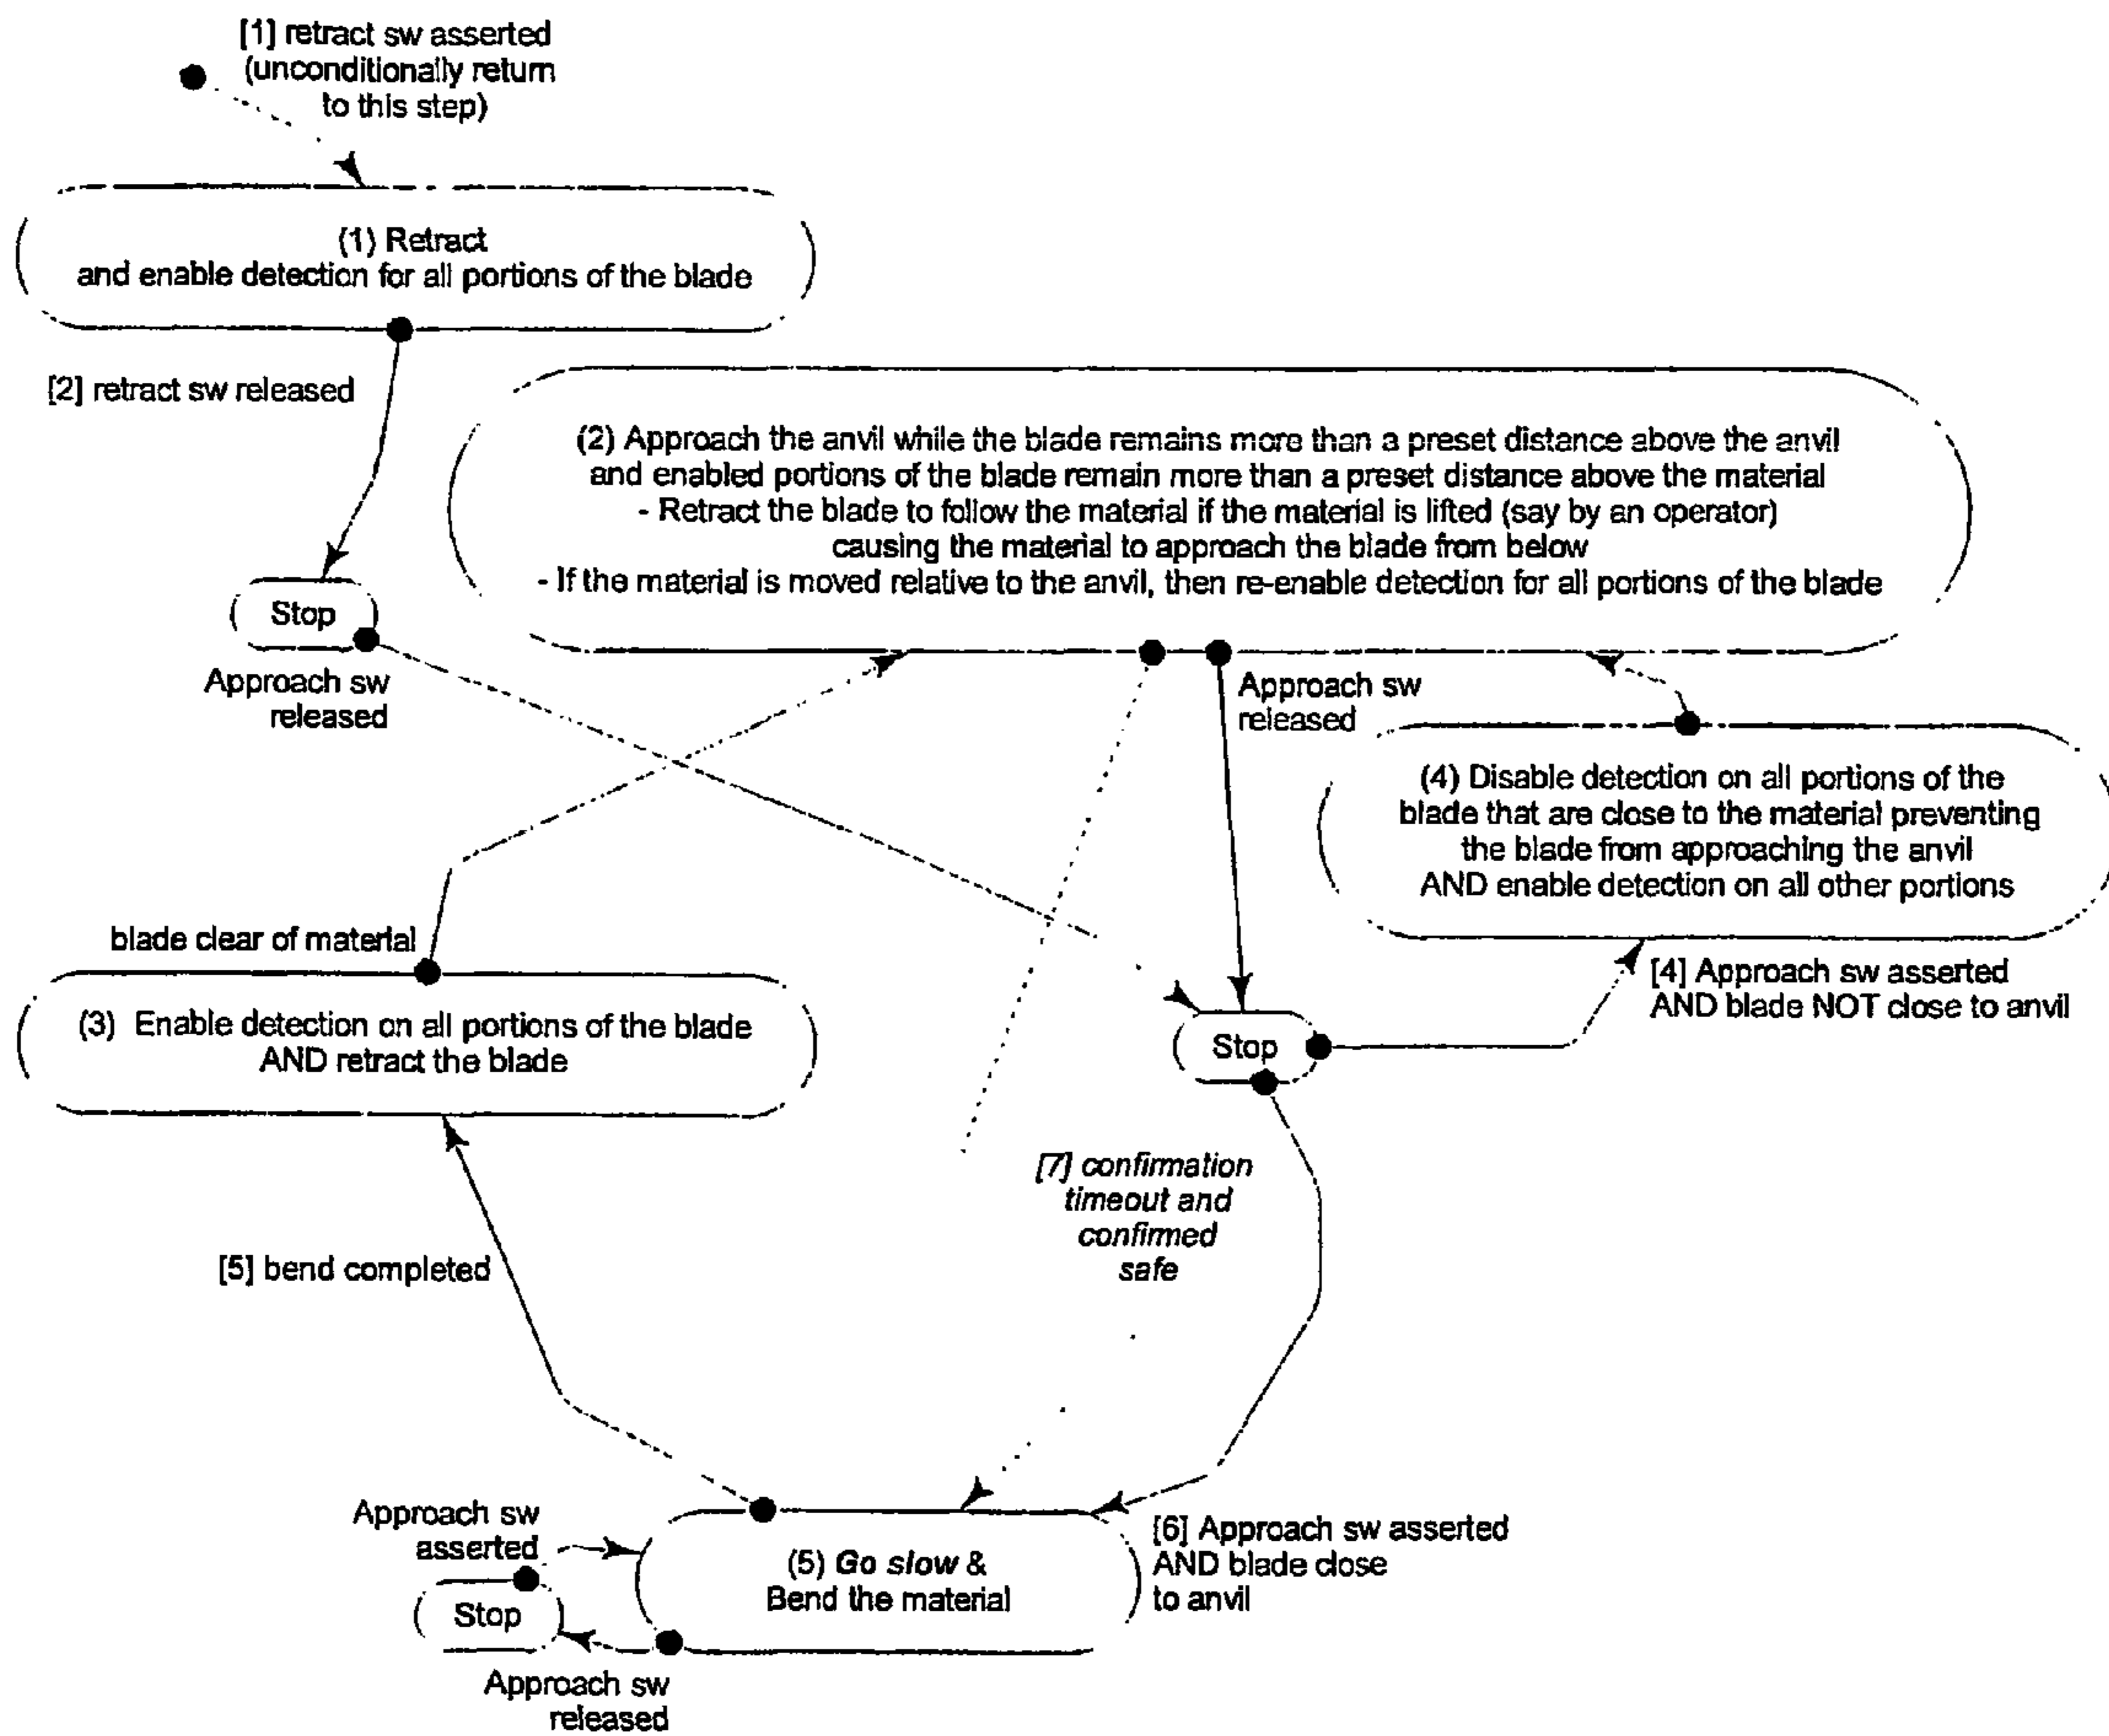 [1] retract sw asserted
(unconditionally return
to this step)
(1) Retract
and enable detection for all portions of the blade
[2] retract sw released
(2) Approach the anvil while the blade remains more than a preset distance above the anvil
and enabled portions of the blade remain more than a preset distance above the material
- Retract the blade to follow the material if the material is lifted (say by an operator)
causing the material to approach the blade from below
- If the material is moved relative to the anvil, then re-enable detection for all portions of the blade
Stop
Approach sw
released
Approach sw
released
(4) Disable detection on all portions of the
blade that are close to the material preventing
the blade from approaching the anvil
AND enable detection on all other portions
blade clear of material
[4] Approach sw asserted
AND blade NOT close to anvil
(3) Enable detection on all portions of the blade
AND retract the blade
Stop
[7] confirmation
timeout and
confirmed
safe
[5] bend completed
Approach sw
asserted
[6] Approach sw asserted
AND blade close
to anvil
(5) Go slow &
Bend the material
Stop
Approach sw
released